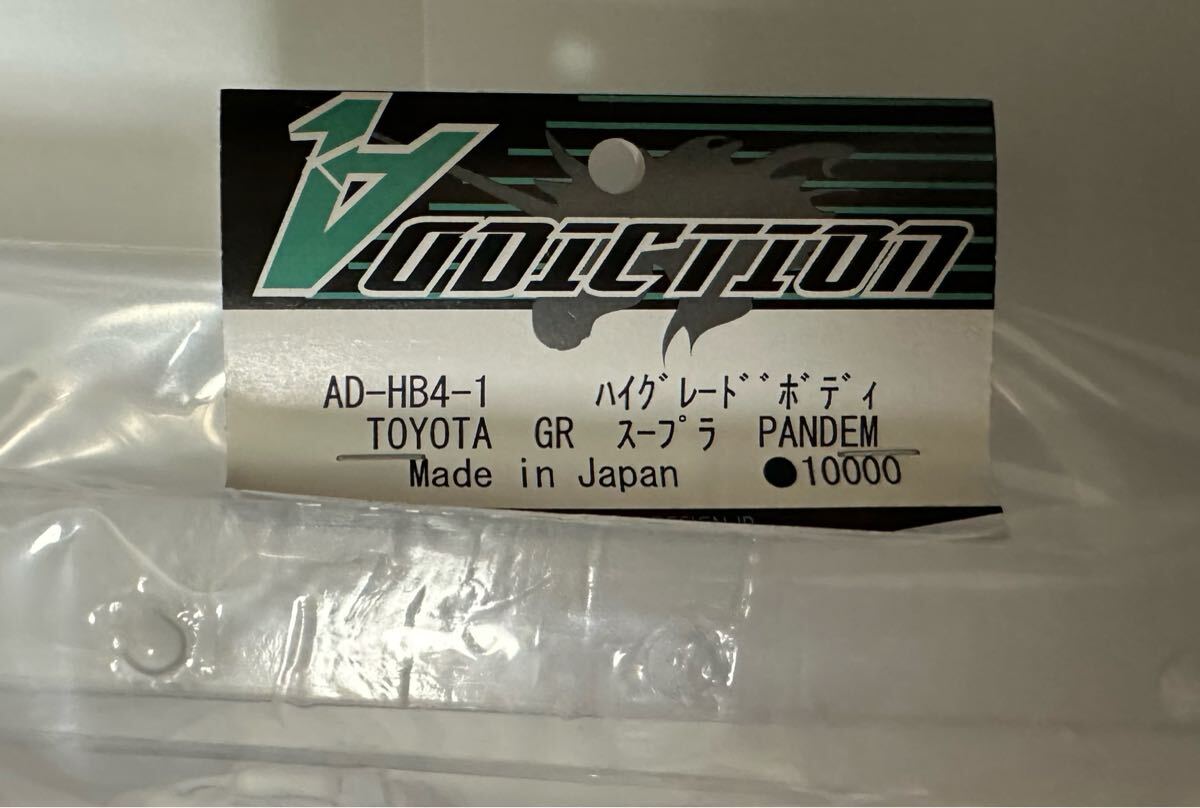 ADDICTION
AD-HB4-1 ﾊｲｸﾞﾚｰﾄﾞﾞﾎﾞﾃﾞｨ
TOYOTA GR ｽｰﾌﾟﾗ PANDEM
Made in Japan ●10000